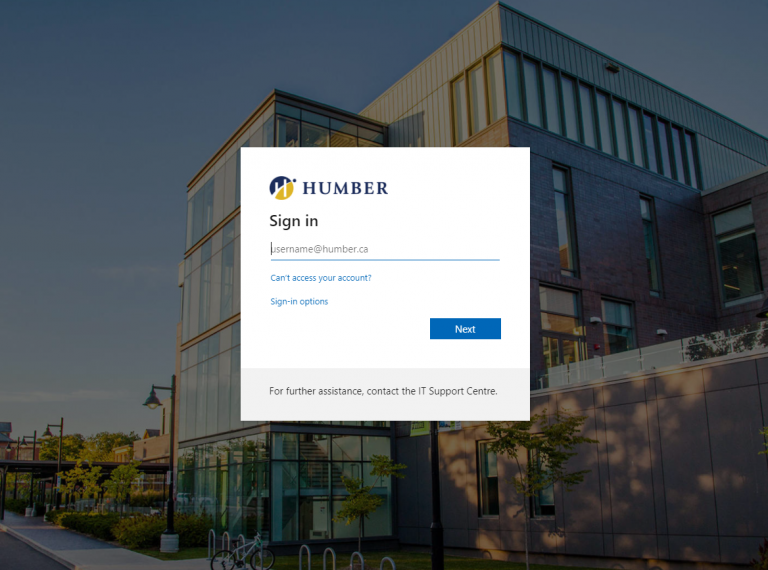 HUMBER
Sign in
username@humber.ca
Can't access your account?
Sign-in options
Next
For further assistance, contact the IT Support Centre.